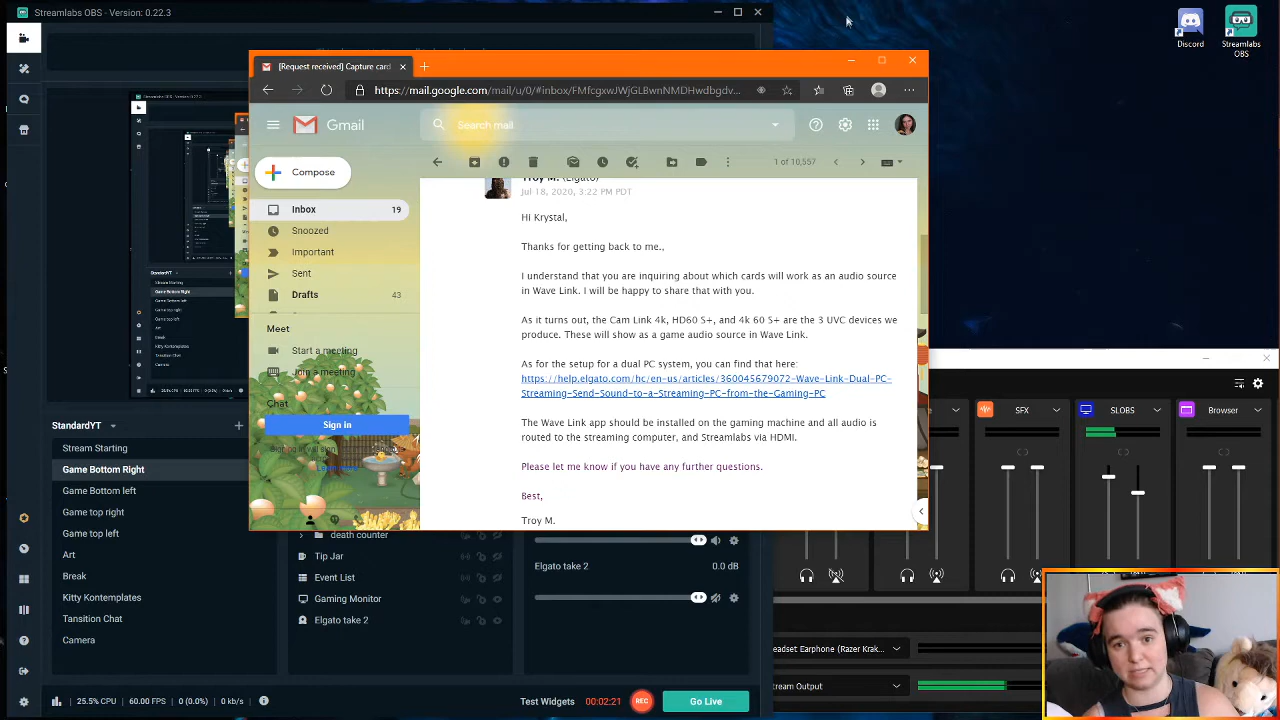 Streamlabs OBS - Version: 0.22.3
Discord
Streamlabs
OBS
[Request received] Capture card
https://mail.google.com/mail/u/0/#inbox/FMfcgxwJWjGLBwnNMDHwdbgdv...
Gmail
Search mail
Compose
1 of 10,557
Inbox 19
Snoozed
Important
Sent
Drafts 43
Meet
Start a meeting
Join a meeting
Chat
Sign in
Troy M. (Elgato)
Jul 18, 2020, 3:22 PM PDT
Hi Krystal,
Thanks for getting back to me.,
I understand that you are inquiring about which cards will work as an audio source
in Wave Link. I will be happy to share that with you.
As it turns out, the Cam Link 4k, HD60 S+, and 4k 60 S+ are the 3 UVC devices we
produce. These will show as a game audio source in Wave Link.
As for the setup for a dual PC system, you can find that here:
https://help.elgato.com/hc/en-us/articles/360045679072-Wave-Link-Dual-PC-
Streaming-Send-Sound-to-a-Streaming-PC-from-the-Gaming-PC
The Wave Link app should be installed on the gaming machine and all audio is
routed to the streaming computer, and Streamlabs via HDMI.
Please let me know if you have any further questions.
Best,
Troy M.
StandardYT
Stream Starting
Game Bottom Right
Game Bottom left
Game top right
Game top left
Art
Break
Kitty Kontemplates
Tansition Chat
Camera
death counter
Tip Jar
Event List
Gaming Monitor
Elgato take 2
Elgato take 2 0.0 dB
SFX
SLOBS
Browser
eadset Earphone (Razer Krak...
tream Output
25.5% CPU 60.00 FPS 0 (0.0%) 0 kb/s
Test Widgets 00:02:21 REC Go Live